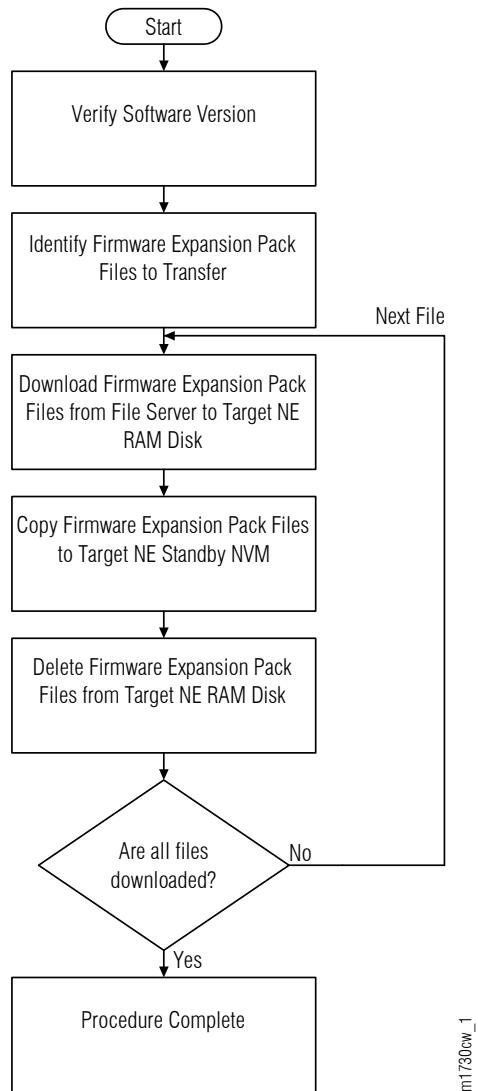 Start
Verify Software Version
Identify Firmware Expansion Pack
Files to Transfer
Next File
Download Firmware Expansion Pack
Files from File Server to Target NE
RAM Disk
Copy Firmware Expansion Pack Files
to Target NE Standby NVM
Delete Firmware Expansion Pack
Files from Target NE RAM Disk
Are all files
downloaded?
No
Yes
Procedure Complete
m1730cw_1